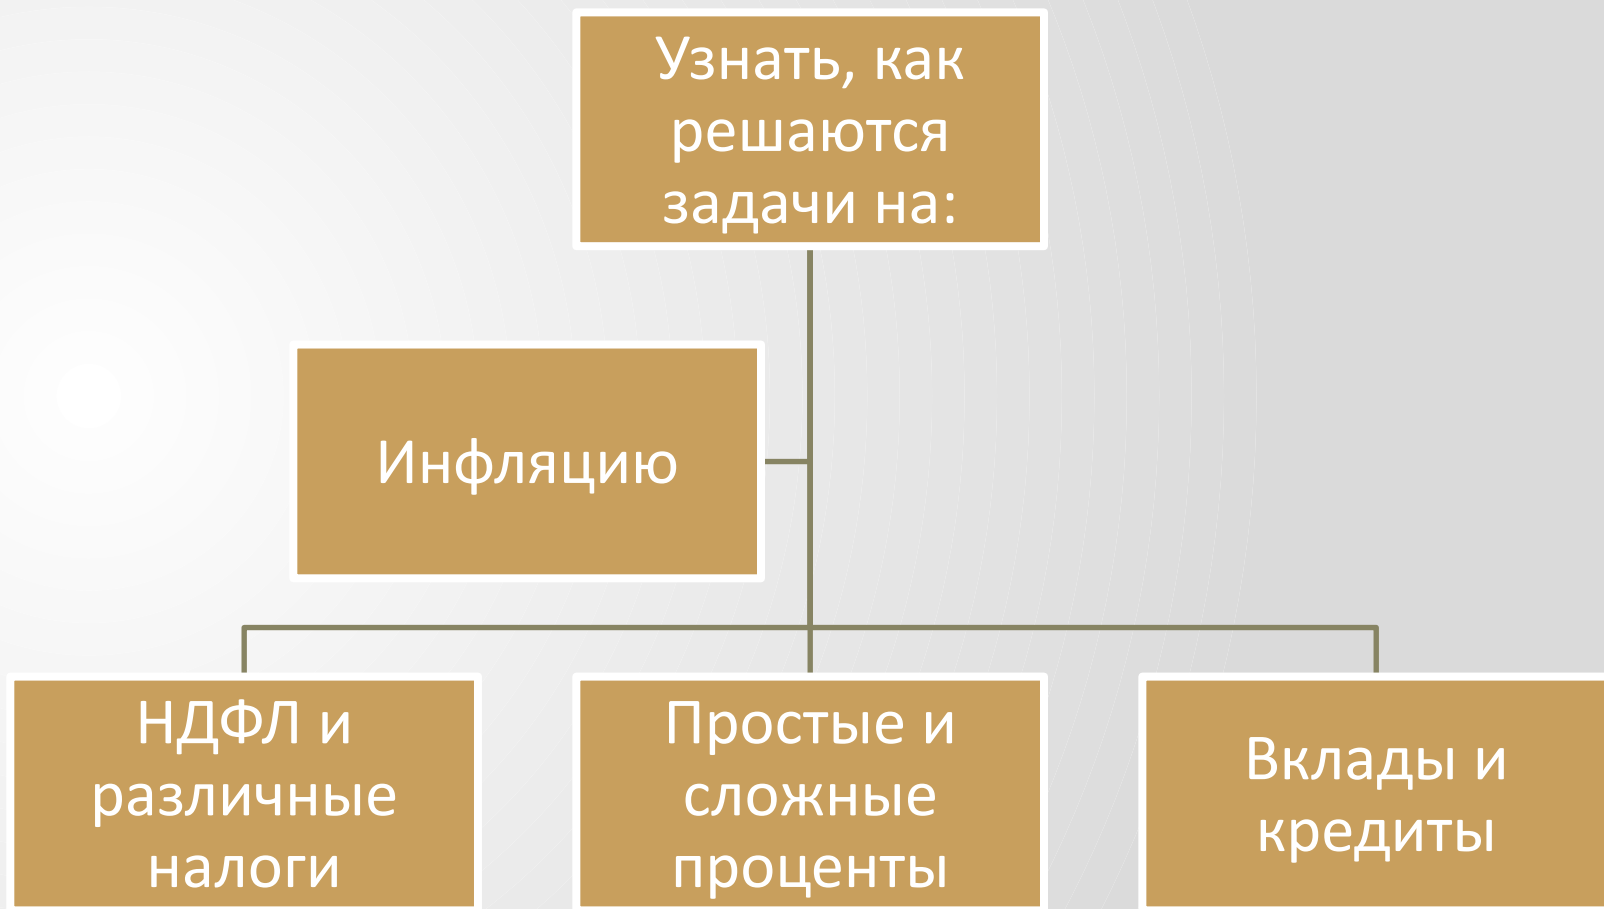 Узнать, как
решаются
задачи на:
Инфляцию
НДФЛ и
различные
налоги
Простые и
сложные
проценты
Вклады и
кредиты